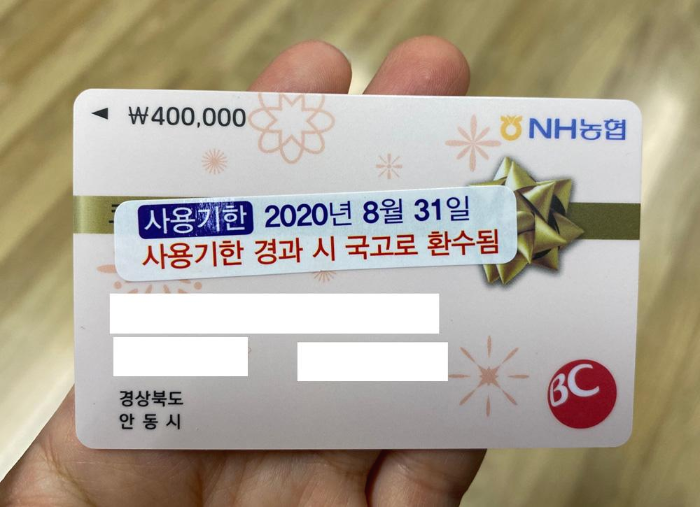 ◀ ₩400,000
NH농협
사용기한 2020년 8월 31일
사용기한 경과 시 국고로 환수됨
경상북도
안동시
BC